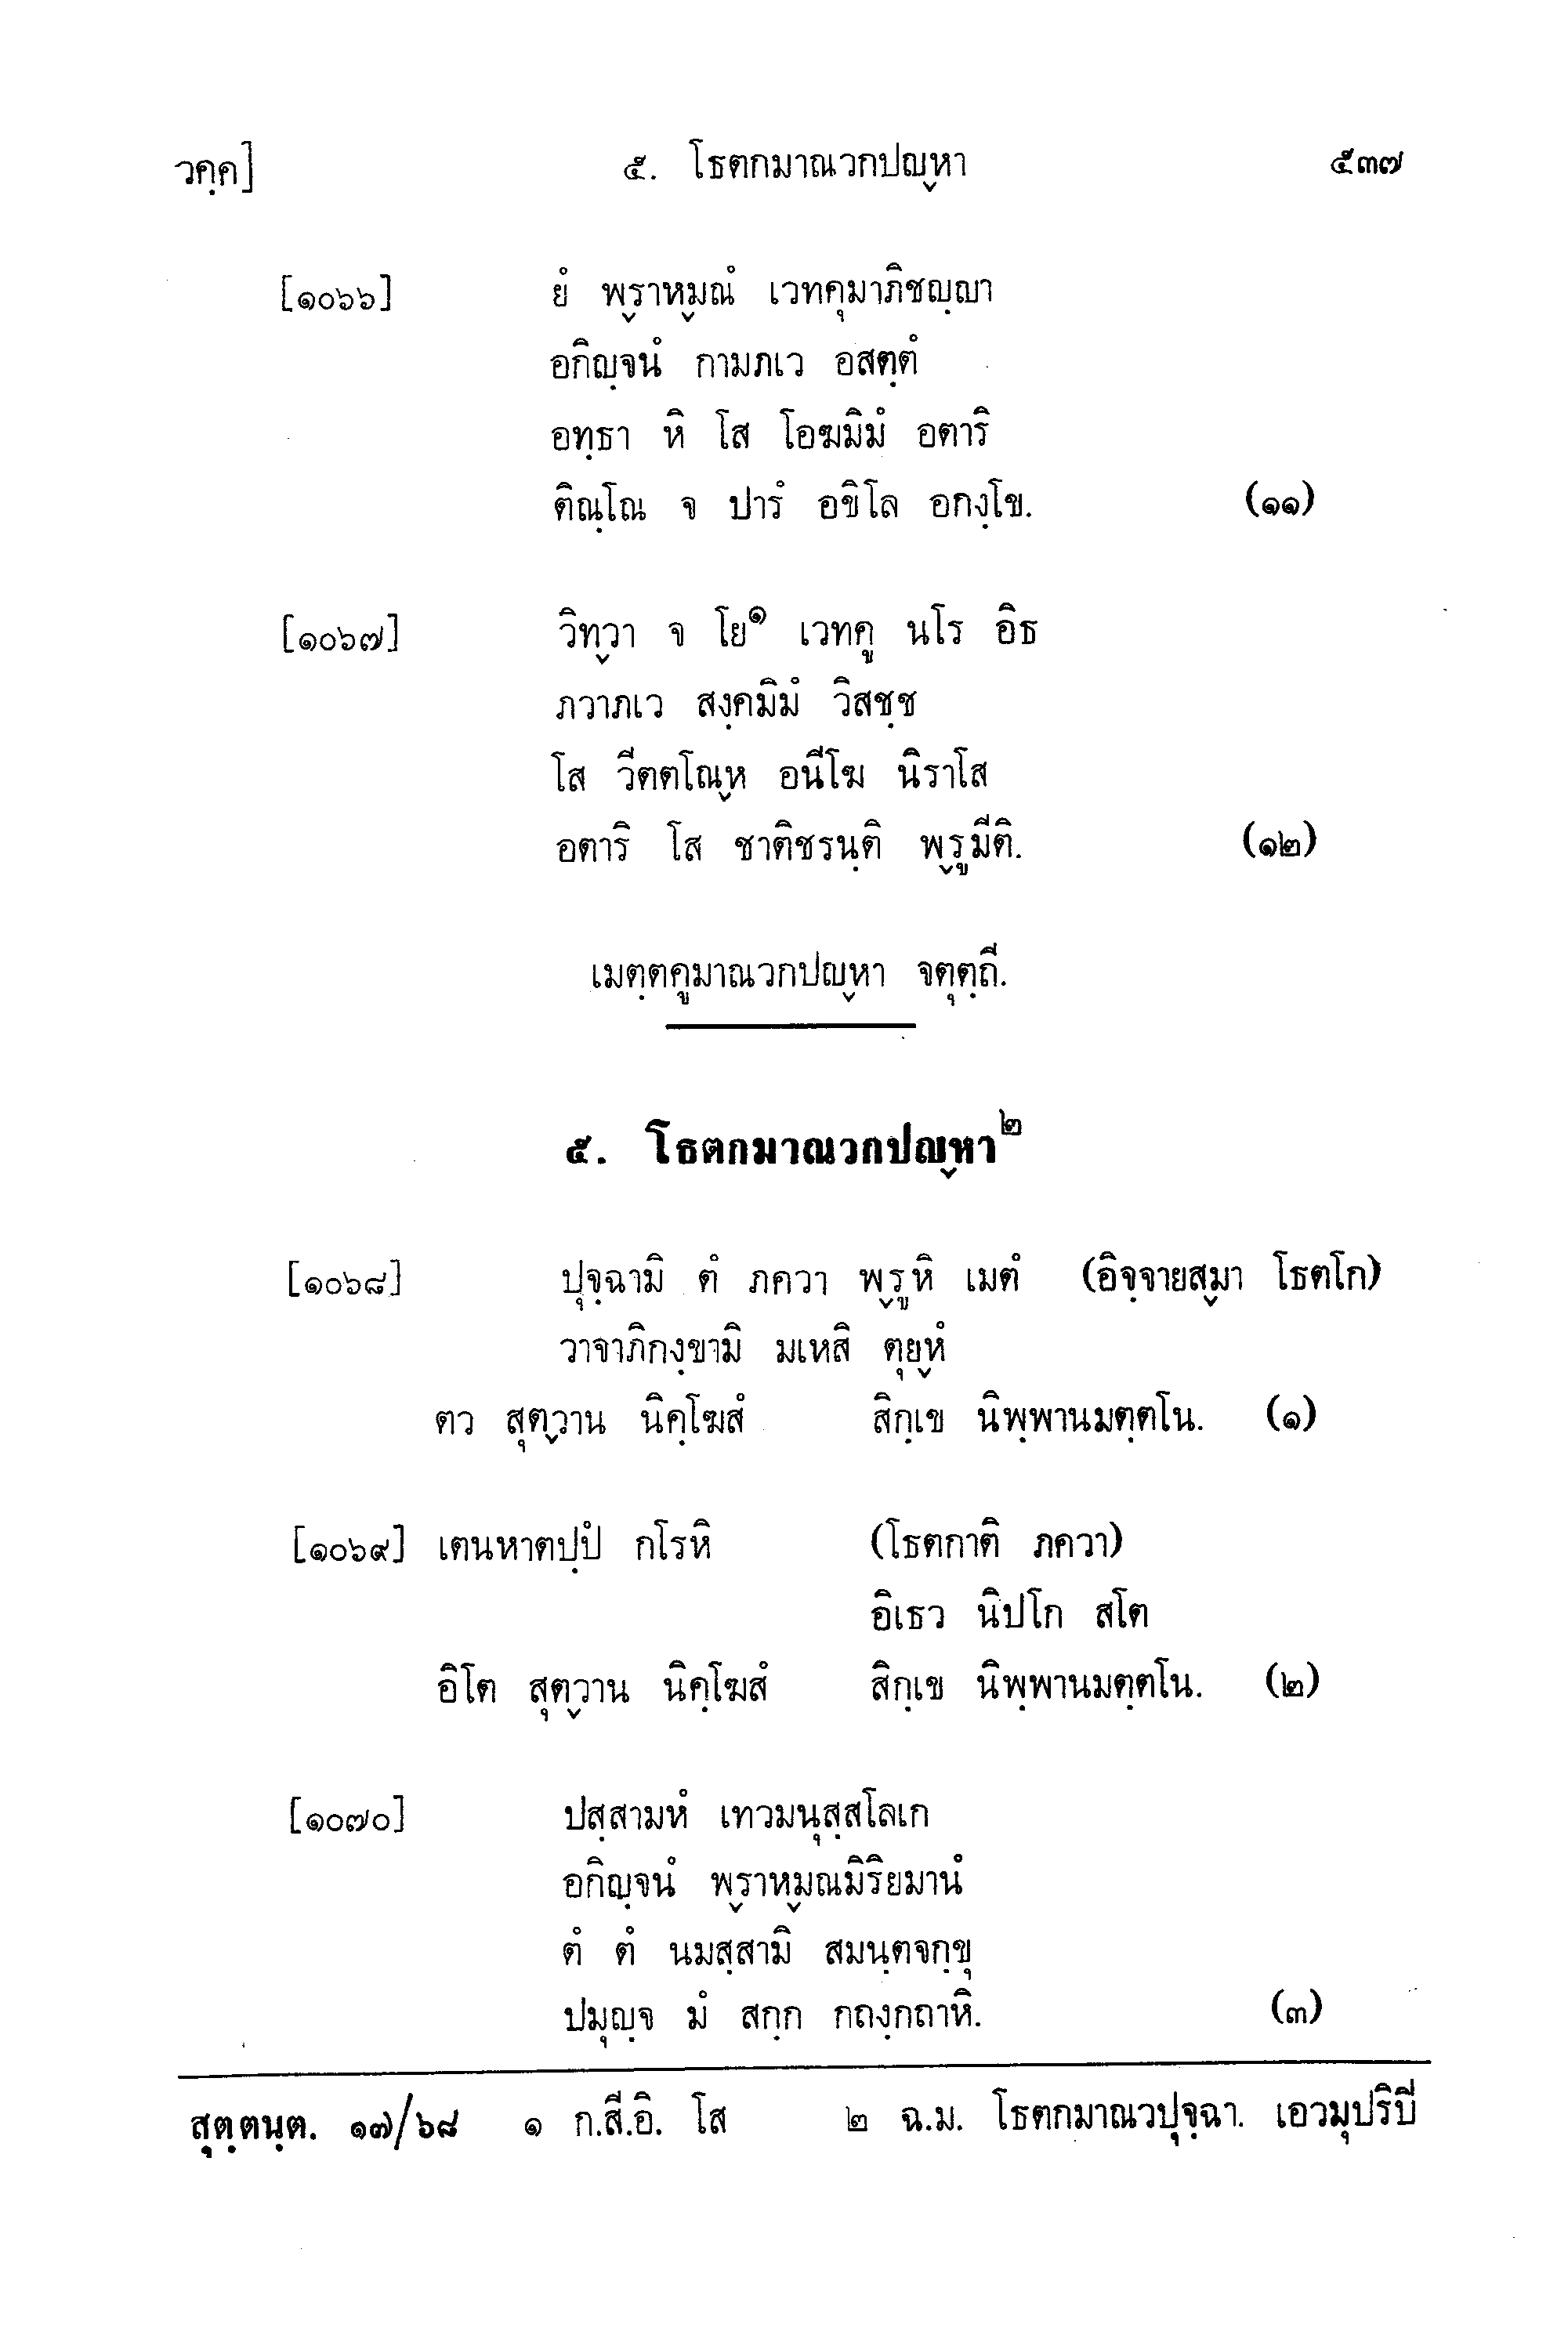 วคฺค] ๕. โธตกมาณวกปญฺหา ๕๓๗
[๑๐๖๖] ยํ พฺราหฺมณํ เวทคุมาภิชญฺญา
อกิญฺจนํ กามภเว อสตฺตํ
อทฺธา หิ โส โอฆมิมํ อตาริ
ติณฺโณ จ ปารํ อขิโล อกงฺโข. (๑๑)
[๑๐๖๗] วิทฺวา จ โย๑ เวทคู นโร อิธ
ภวาภเว สงฺคมิมํ วิสชฺช
โส วีตตโณฺห อนีโฆ นิราโส
อตาริ โส ชาติชรนฺติ พฺรูมีติ. (๑๒)
เมตฺตคูมาณวกปญฺหา จตุตฺถี.
๕. โธตกมาณวกปญฺหา๒
[๑๐๖๘] ปุจฺฉามิ ตํ ภควา พฺรูหิ เมตํ (อิจฺจายสฺมา โธตโก)
วาจาภิกงฺขามิ มเหสิ ตุยฺหํ
ตว สุตฺวาน นิคฺโฆสํ สิกฺเข นิพฺพานมตฺตโน. (๑)
[๑๐๖๙] เตนหาตปฺปํ กโรหิ (โธตกาติ ภควา)
อิเธว นิปโก สโต
อิโต สุตฺวาน นิคฺโฆสํ สิกฺเข นิพฺพานมตฺตโน. (๒)
[๑๐๗๐] ปสฺสามหํ เทวมนุสฺสโลเก
อกิญฺจนํ พฺราหฺมณมิริยมานํ
ตํ ตํ นมสฺสามิ สมนฺตจกฺขุ
ปมุญฺจ มํ สกฺก กถงฺกถาหิ. (๓)
สุตฺตนฺต. ๑๗/๖๘ ๑ ก.สี.อิ. โส ๒ ฉ.ม. โธตกมาณวปุจฺฉา. เอวมุปริปิ